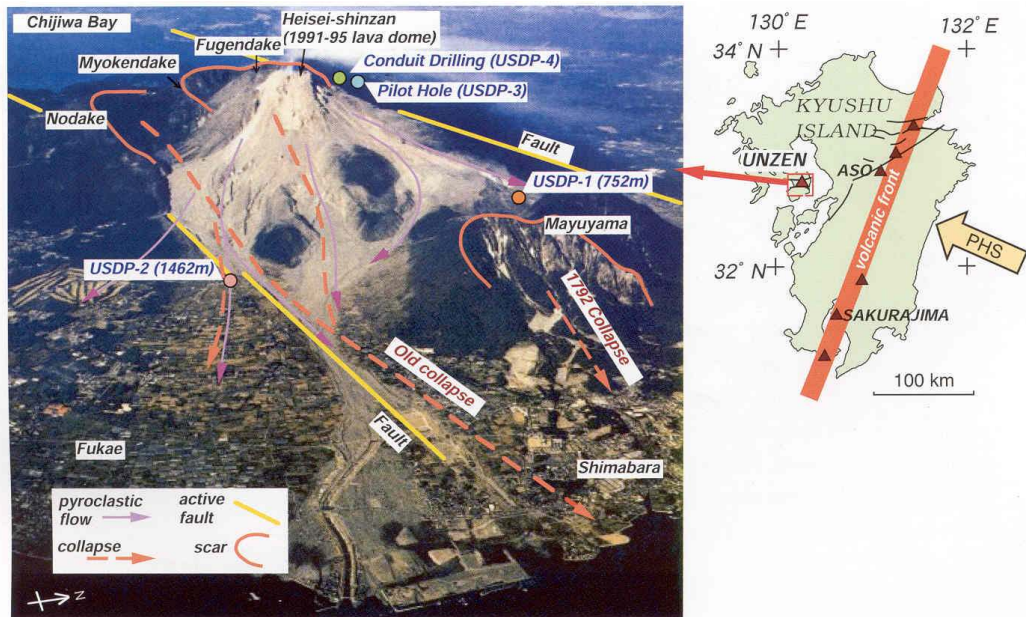 Chijiwa Bay
Heisei-shinzan
(1991-95 lava dome)
Fugendake
Myokendake
Conduit Drilling (USDP-4)
Pilot Hole (USDP-3)
Nodake
Fault
USDP-1 (752m)
Mayuyama
USDP-2 (1462m)
1792 Collapse
Old collapse
Fault
Fukae
Shimabara
pyroclastic
flow
active
fault
collapse
scar
N
130° E
132° E
34° N
KYUSHU
ISLAND
UNZEN
ASŌ
volcanic front
PHS
32° N
SAKURAJIMA
100 km